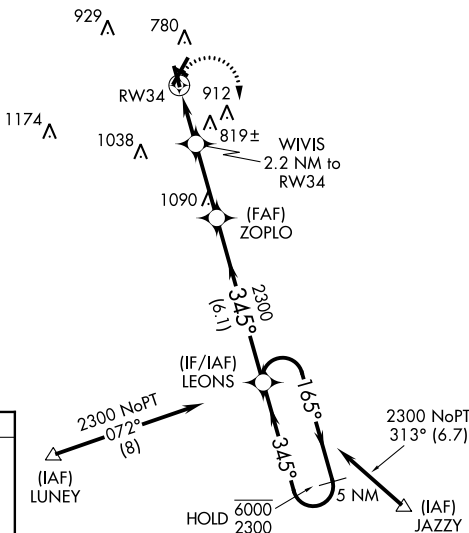 929
780
RW34
912
1174
1038
819±
WIVIS
2.2 NM to
RW34
1090
(FAF)
ZOPLO
2300
345°
(6.1)
(IF/IAF)
LEONS
2300 NoPT
072°
(8)
(IAF)
LUNEY
165°
345°
2300 NoPT
313° (6.7)
HOLD 6000
2300
5 NM
(IAF)
JAZZY